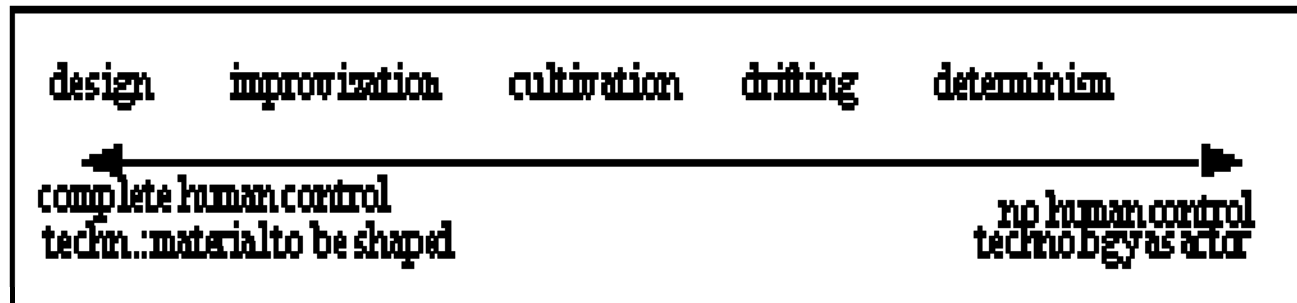 design improvization cultivation drifting determinism
complete human control
techn.:material to be shaped
no human control
technology as actor